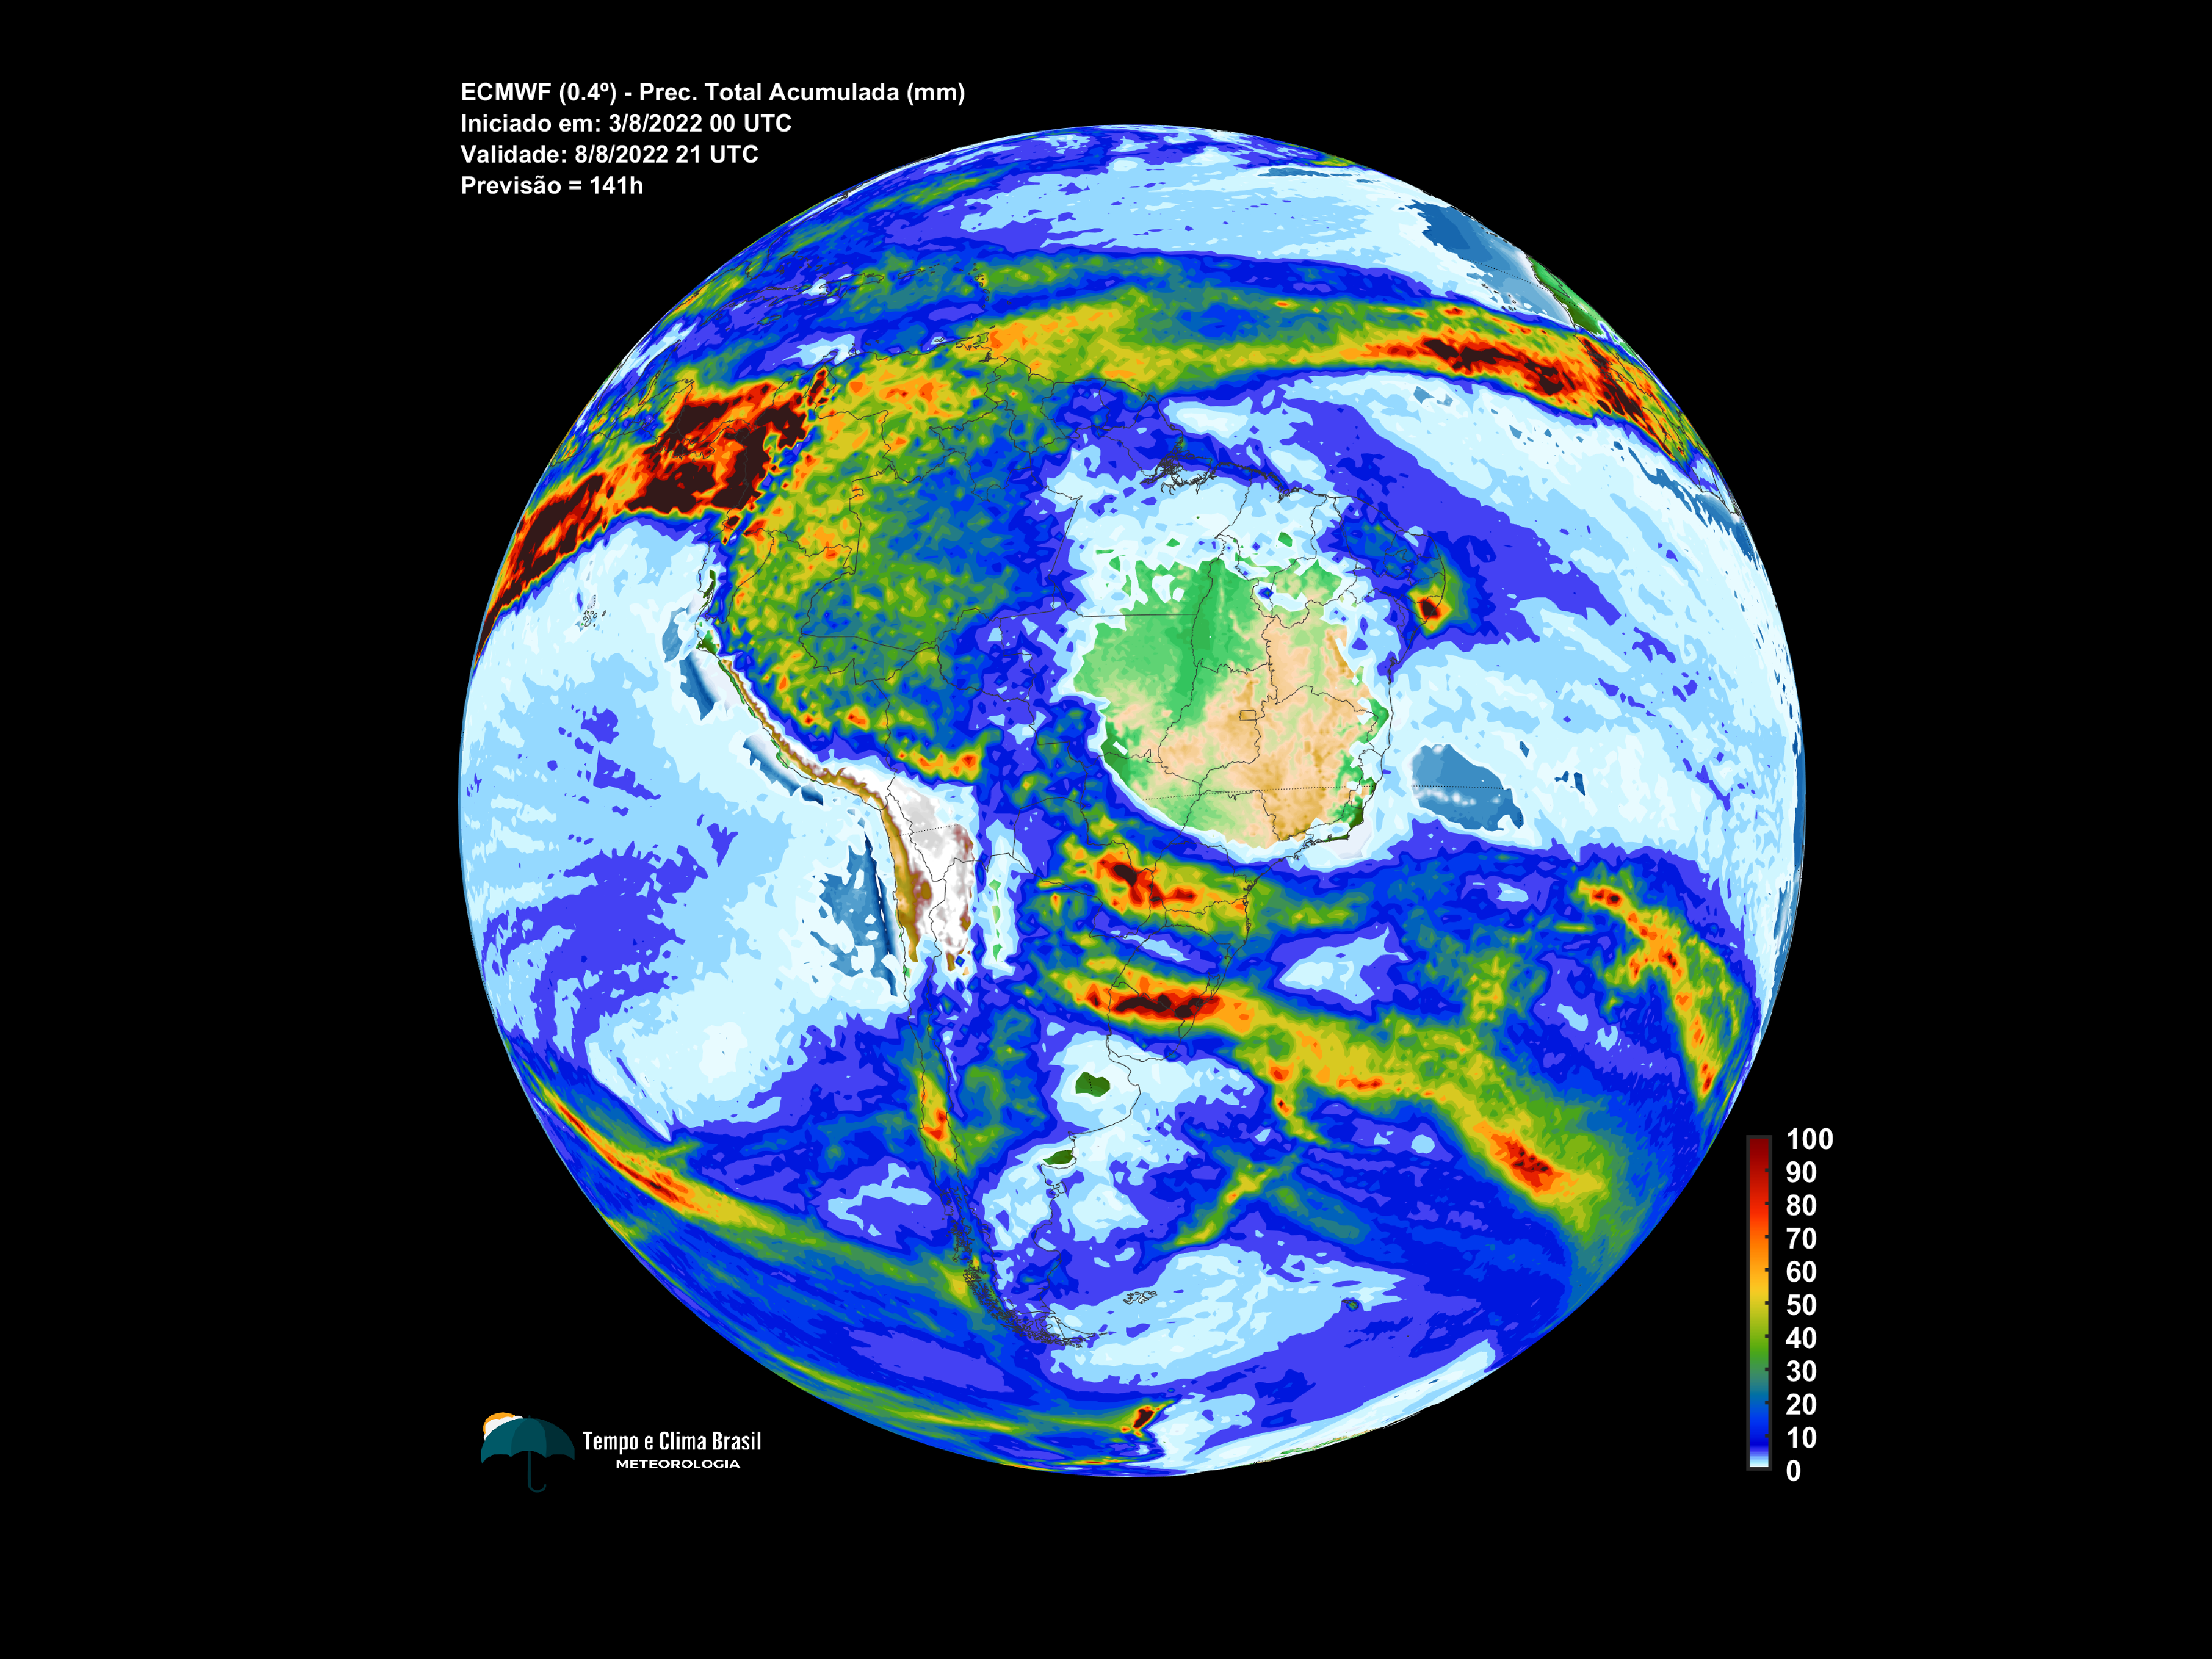 ECMWF (0.4º) - Prec. Total Acumulada (mm)
Iniciado em: 3/8/2022 00 UTC
Validade: 8/8/2022 21 UTC
Previsão = 141h
100
90
80
70
60
50
40
30
20
10
0
Tempo e Clima Brasil
METEOROLOGIA